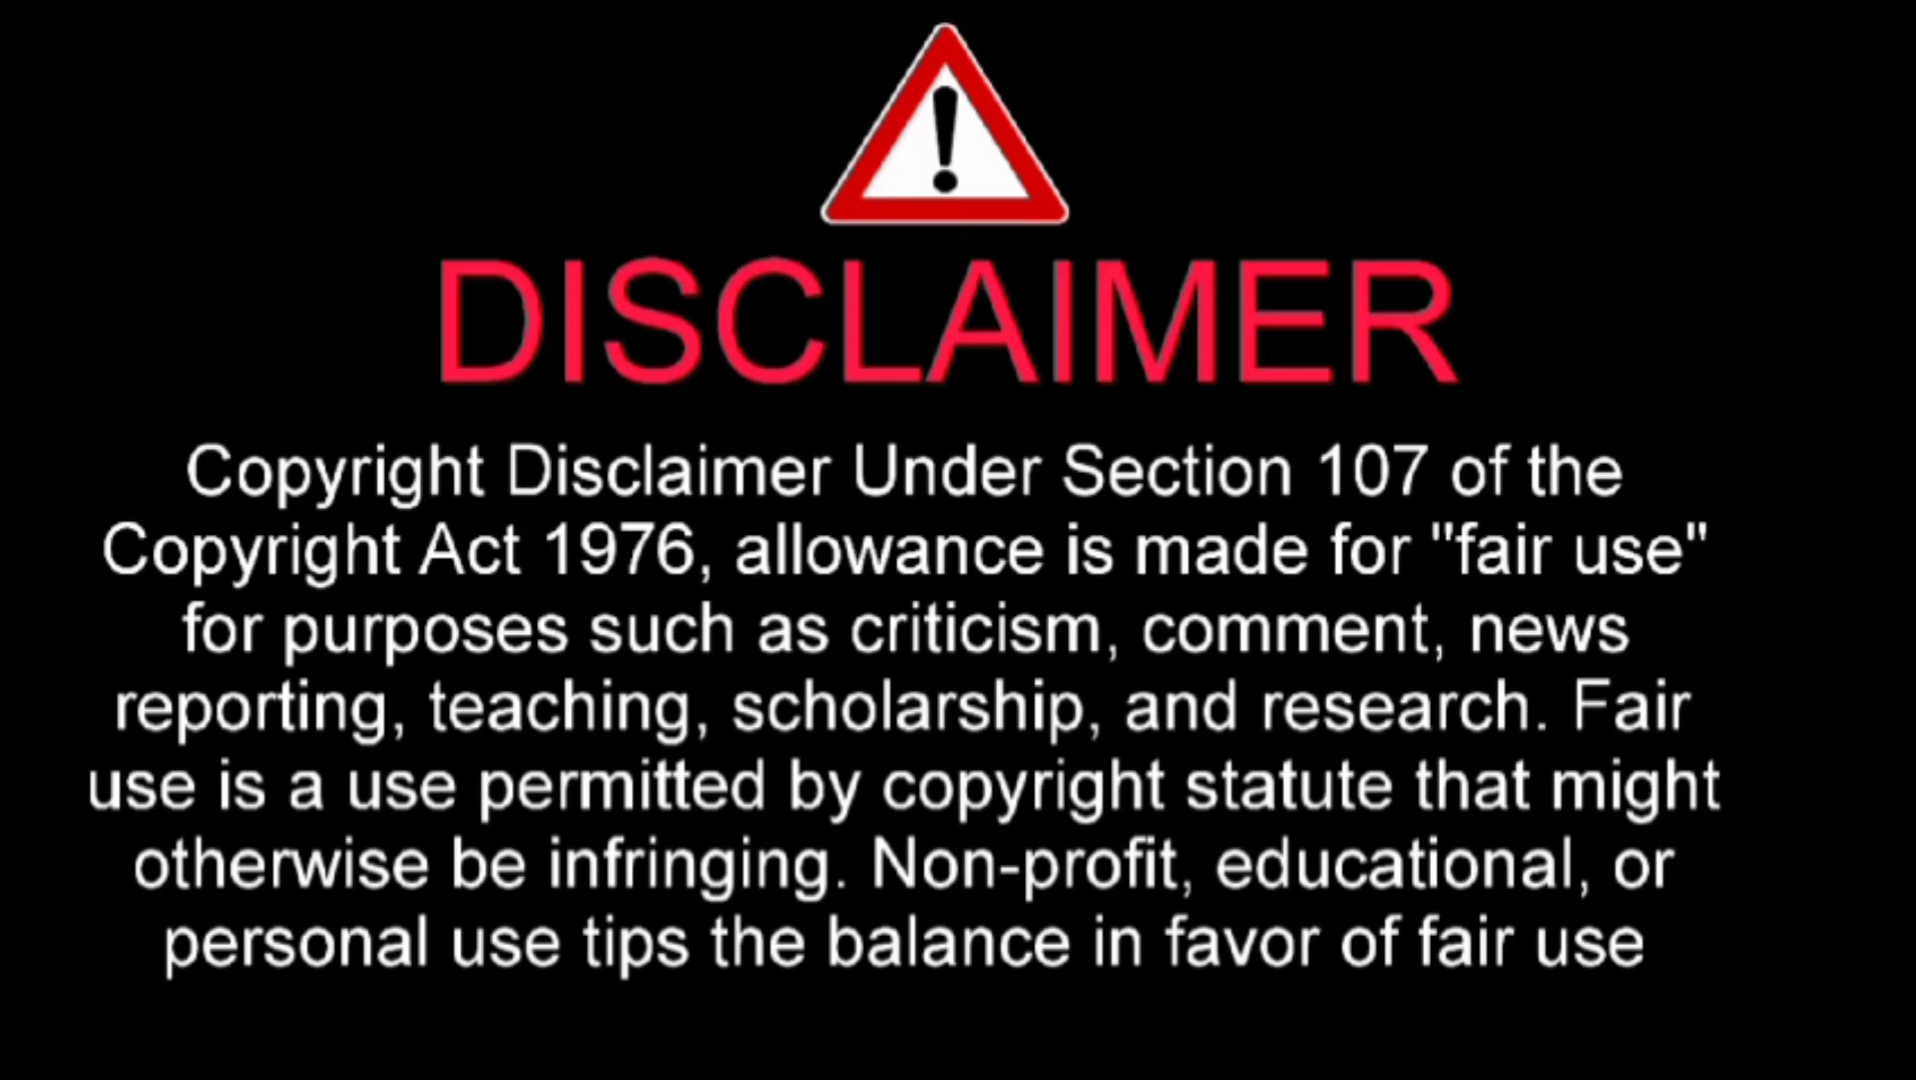 DISCLAIMER
Copyright Disclaimer Under Section 107 of the
Copyright Act 1976, allowance is made for "fair use"
for purposes such as criticism, comment, news
reporting, teaching, scholarship, and research. Fair
use is a use permitted by copyright statute that might
otherwise be infringing. Non-profit, educational, or
personal use tips the balance in favor of fair use